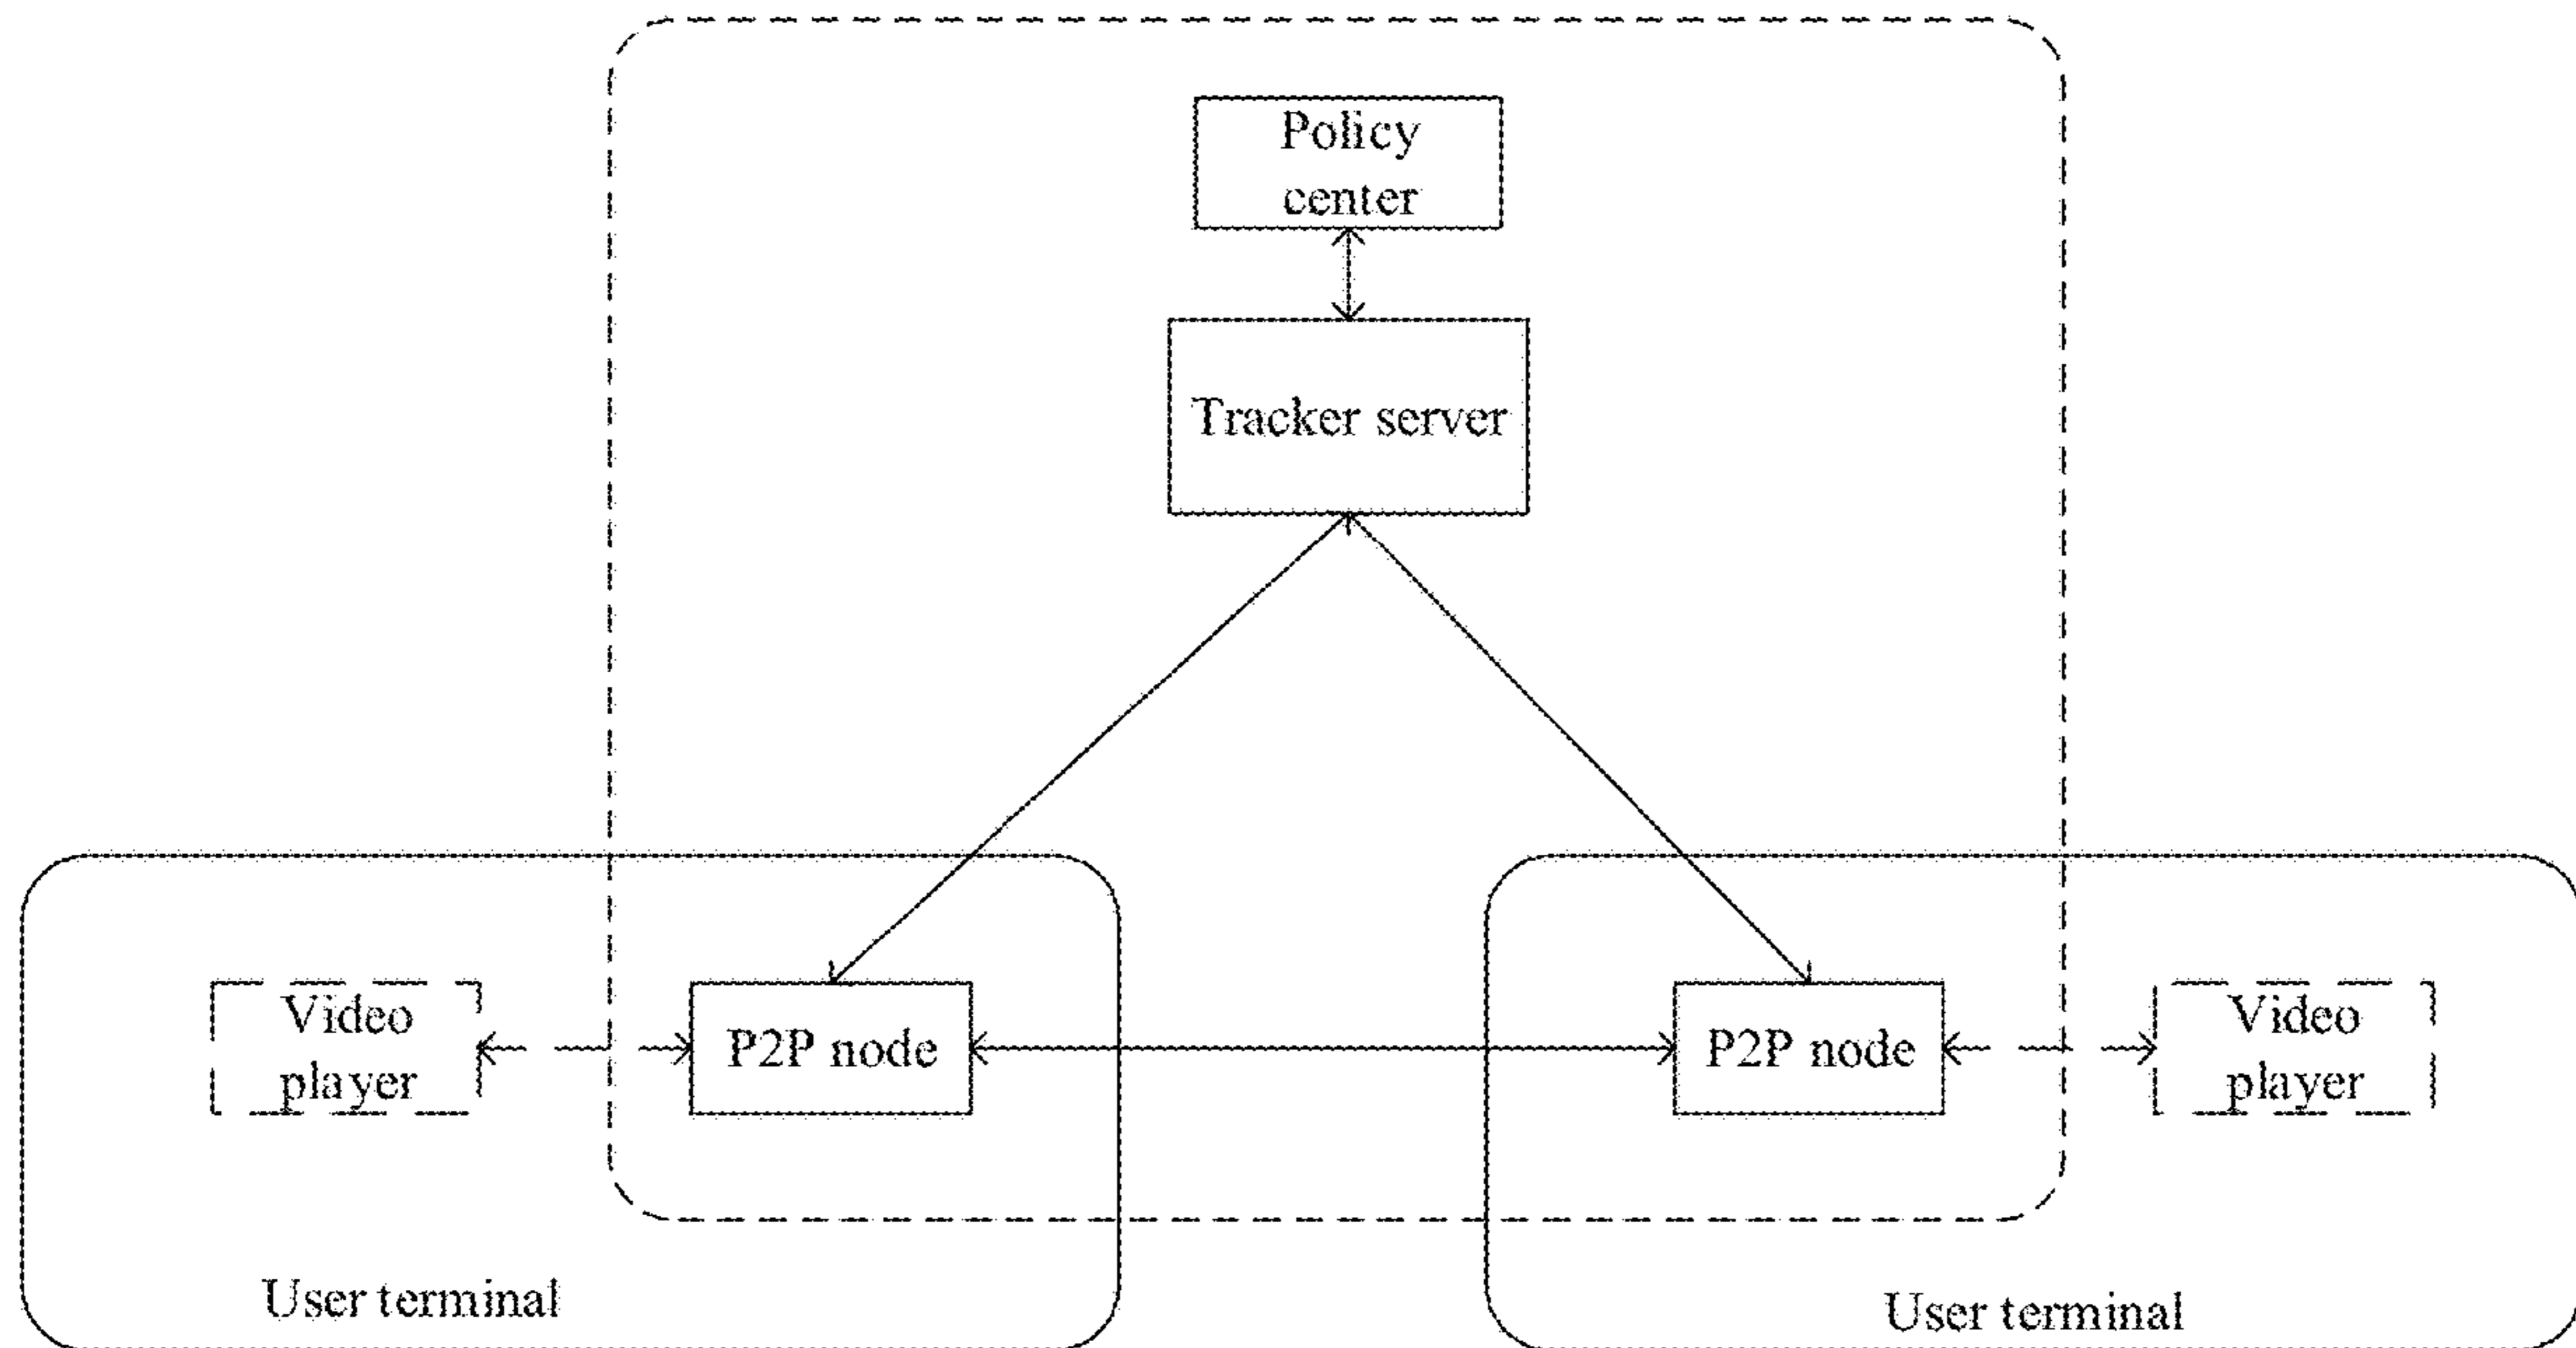 Policy
center
Tracker server
Video
player
P2P node
P2P node
Video
player
User terminal
User terminal